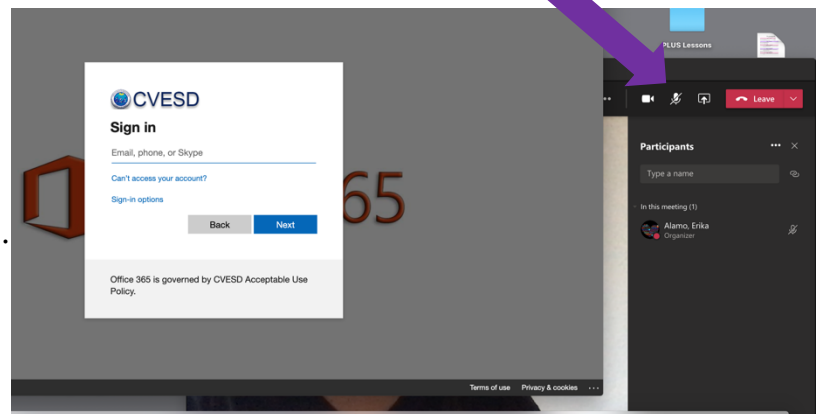 PLUS Lessons
Leave
Participants
Type a name
In this meeting (1)
Alamo, Erika
Organizer
CVESD
Sign in
Email, phone, or Skype
Can't access your account?
Sign-in options
Back Next
65
Office 365 is governed by CVESD Acceptable Use
Policy.
Terms of use Privacy & cookies ...